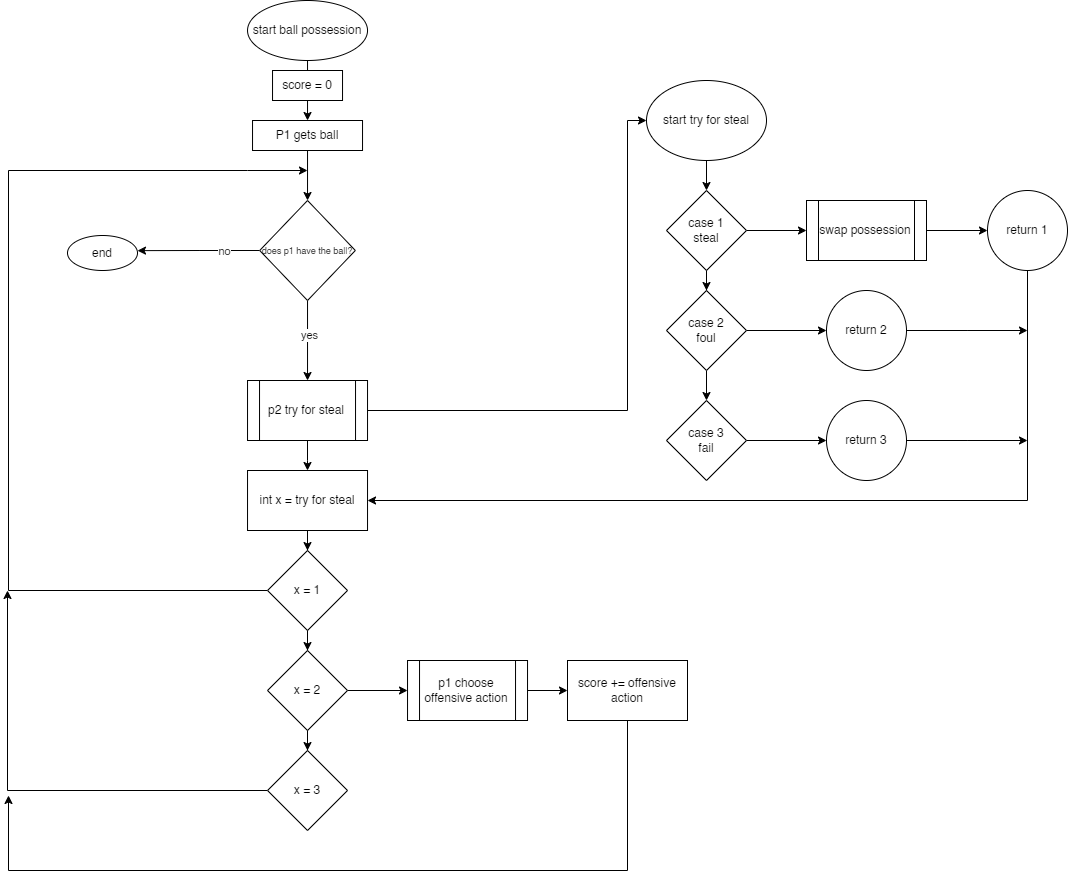 start ball possession
score = 0
P1 gets ball
does p1 have the ball?
no
end
yes
p2 try for steal
int x = try for steal
x = 1
x = 2
p1 choose
offensive action
score += offensive
action
x = 3
start try for steal
case 1
steal
swap possession
return 1
case 2
foul
return 2
case 3
fail
return 3